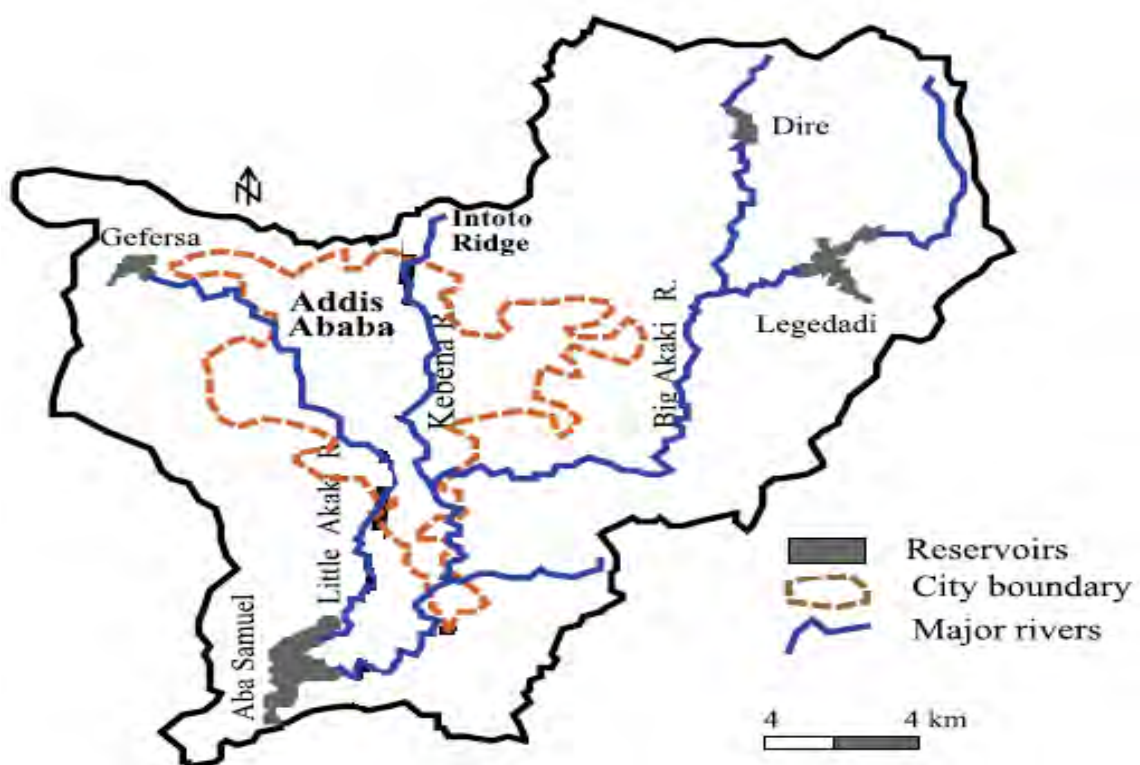 Dire
N
Intoto
Ridge
Gefersa
Addis
Ababa
Legedadi
Kebena R.
Big Akaki R.
Little Akaki R.
Aba Samuel
Reservoirs
City boundary
Major rivers
4 4 km